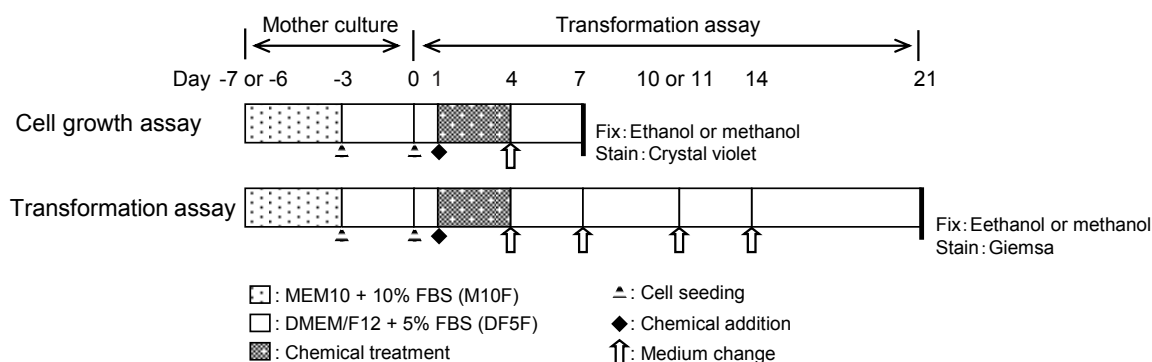 Mother culture Transformation assay
Day -7 or -6 -3 0 1 4 7 10 or 11 14 21
Cell growth assay
Fix: Ethanol or methanol
Stain: Crystal violet
Transformation assay
Fix: Eethanol or methanol
Stain: Giemsa
: MEM10 + 10% FBS (M10F)
: DMEM/F12 + 5% FBS (DF5F)
: Chemical treatment
: Cell seeding
: Chemical addition
: Medium change